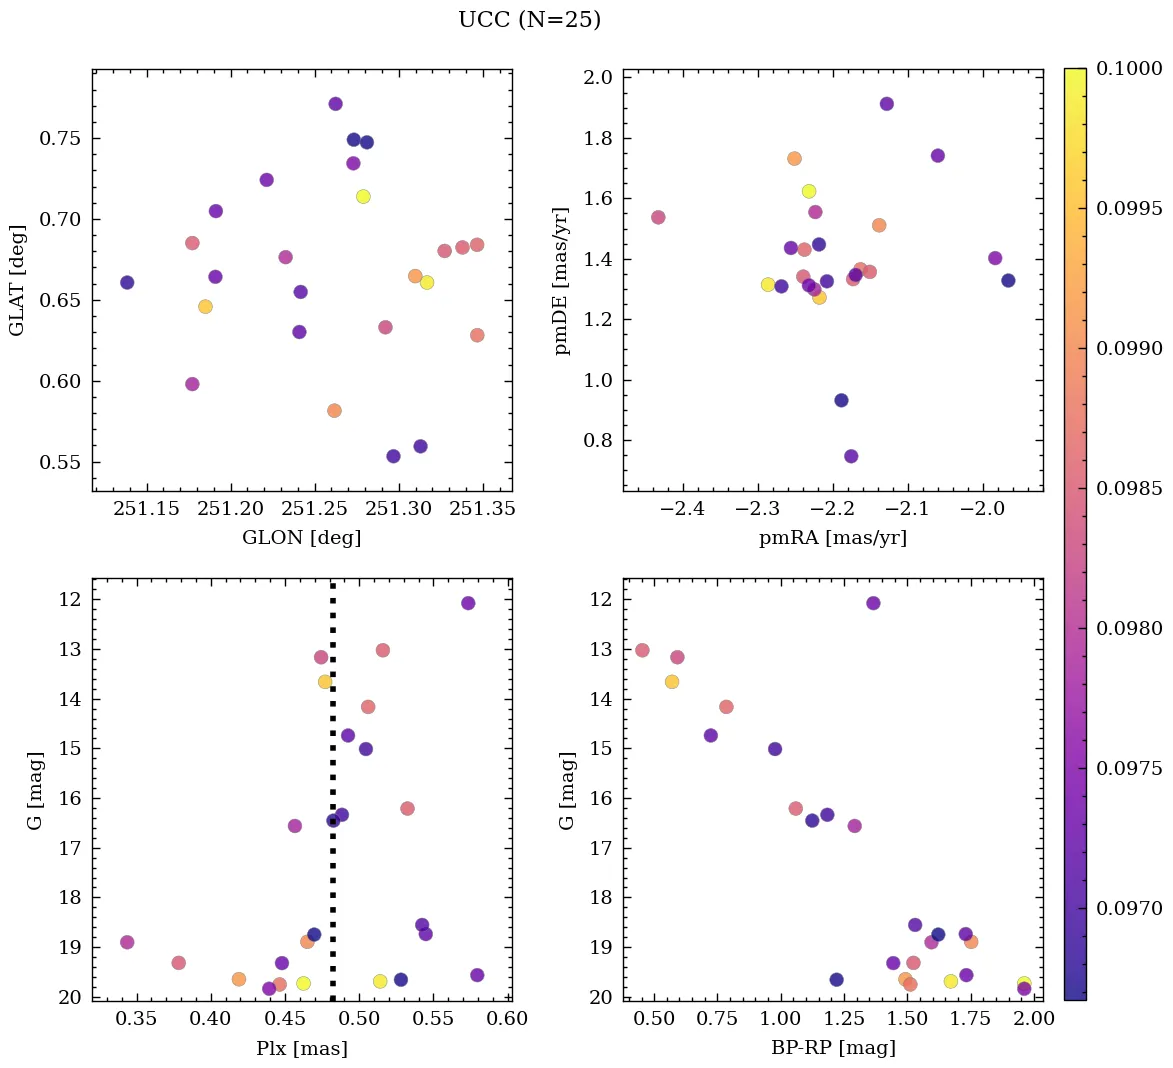 UCC (N=25)
0.75
0.70
0.65
0.60
0.55
GLAT [deg]
251.15 251.20 251.25 251.30 251.35
GLON [deg]
2.0
1.8
1.6
1.4
1.2
1.0
0.8
pmDE [mas/yr]
−2.4 −2.3 −2.2 −2.1 −2.0
pmRA [mas/yr]
12
13
14
15
16
17
18
19
20
G [mag]
0.35 0.40 0.45 0.50 0.55 0.60
Plx [mas]
12
13
14
15
16
17
18
19
20
G [mag]
0.50 0.75 1.00 1.25 1.50 1.75 2.00
BP-RP [mag]
0.1000
0.0995
0.0990
0.0985
0.0980
0.0975
0.0970